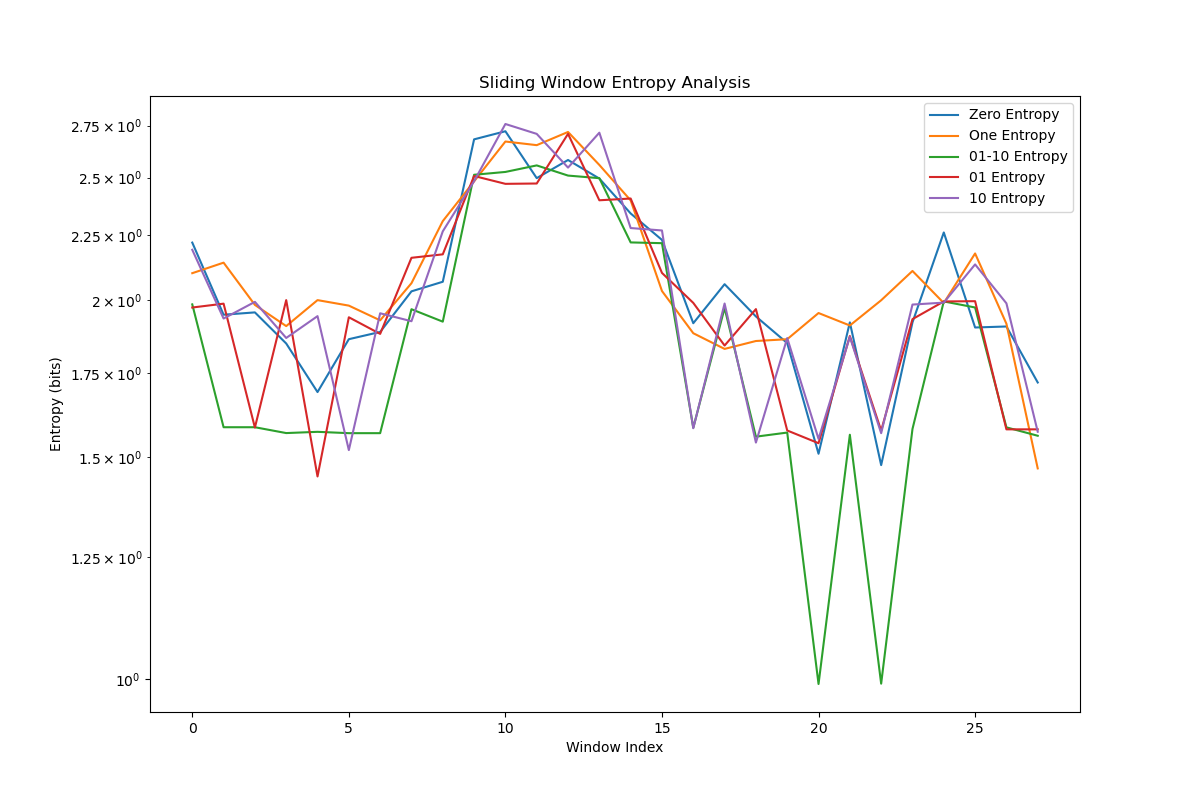 Sliding Window Entropy Analysis
Zero Entropy
One Entropy
01-10 Entropy
01 Entropy
10 Entropy
2.75 × 10⁰
2.5 × 10⁰
2.25 × 10⁰
2 × 10⁰
1.75 × 10⁰
1.5 × 10⁰
1.25 × 10⁰
10⁰
Entropy (bits)
0 5 10 15 20 25
Window Index